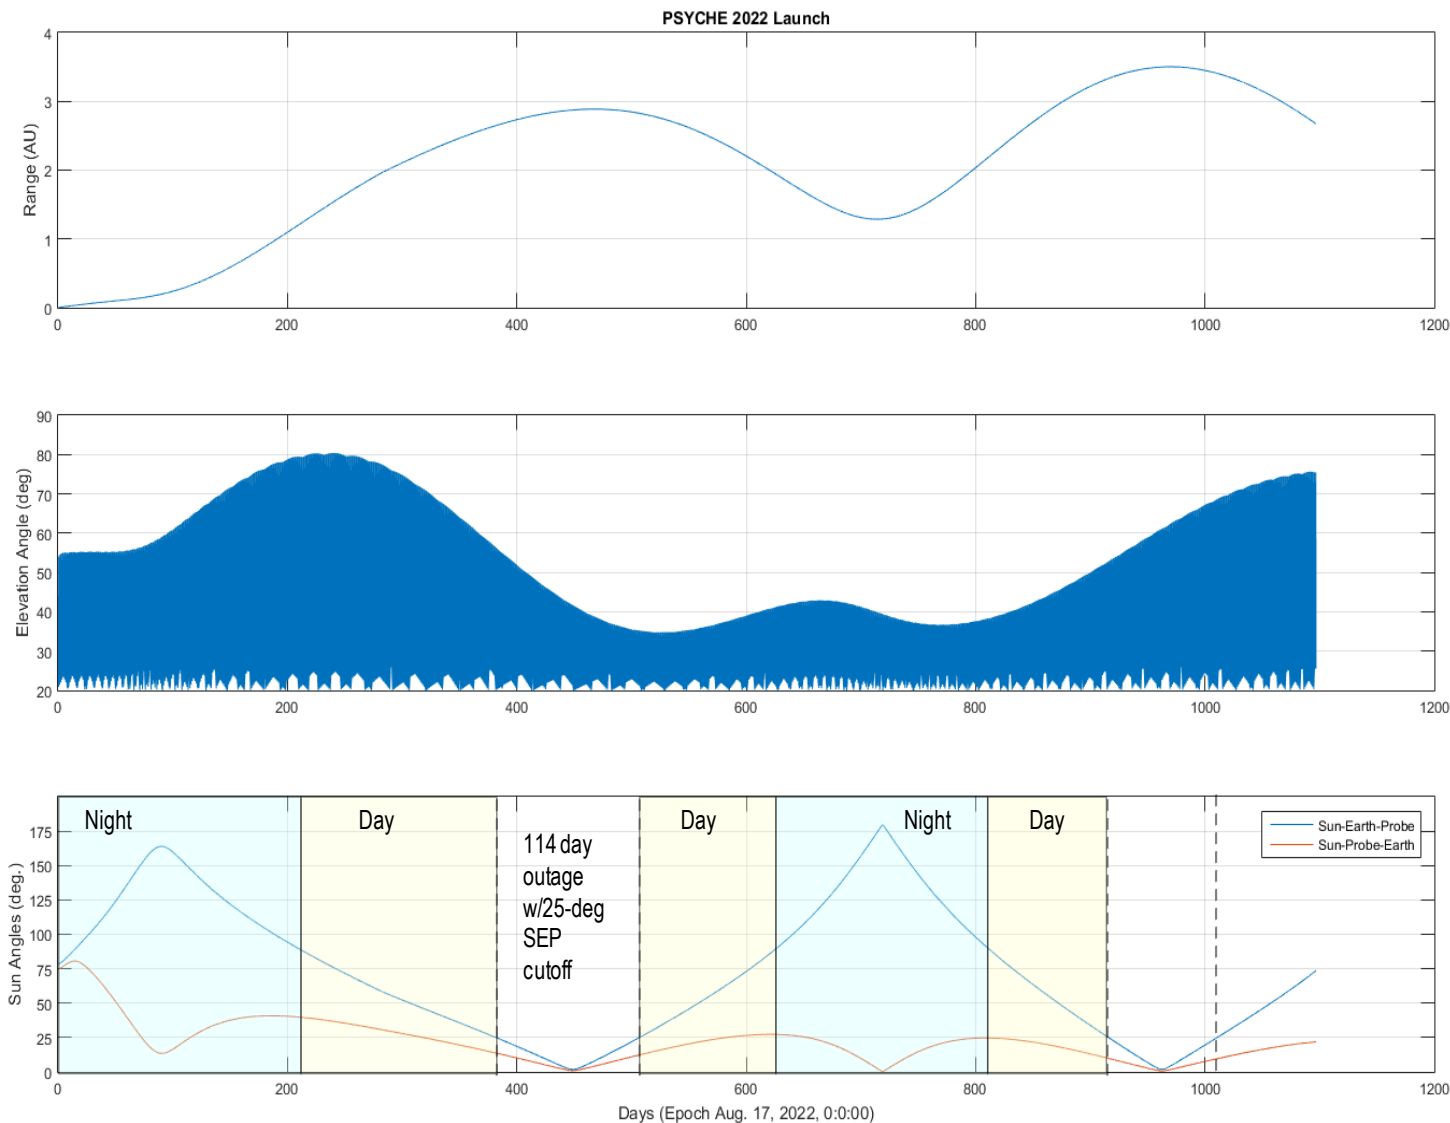 PSYCHE 2022 Launch
4
3
2
1
0
Range (AU)
0 200 400 600 800 1000 1200
90
80
70
60
50
40
30
20
Elevation Angle (deg)
0 200 400 600 800 1000 1200
Night Day Day Night Day
114 day
outage
w/25-deg
SEP
cutoff
Sun-Earth-Probe
Sun-Probe-Earth
175
150
125
100
75
50
25
0
Sun Angles (deg.)
0 200 400 600 800 1000 1200
Days (Epoch Aug. 17, 2022, 0:0:00)